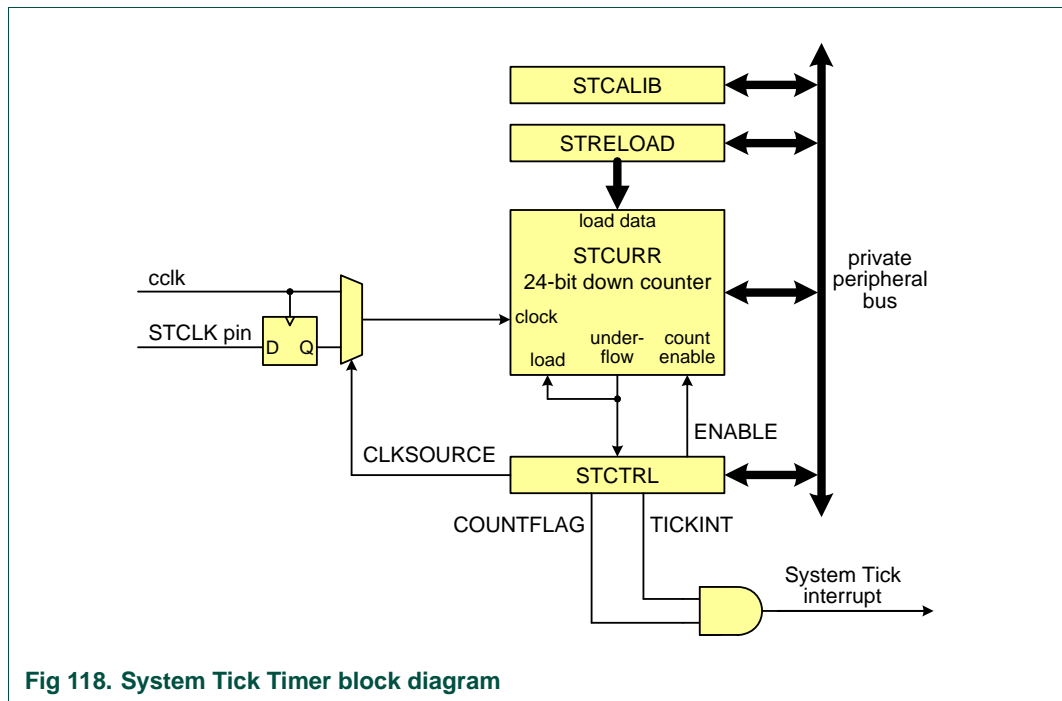 STCALIB
STRELOAD
load data
STCURR
24-bit down counter
private
peripheral
bus
cclk
clock
STCLK pin
D Q
under-
flow
count
enable
load
ENABLE
CLKSOURCE
STCTRL
COUNTFLAG
TICKINT
System Tick
interrupt
Fig 118. System Tick Timer block diagram